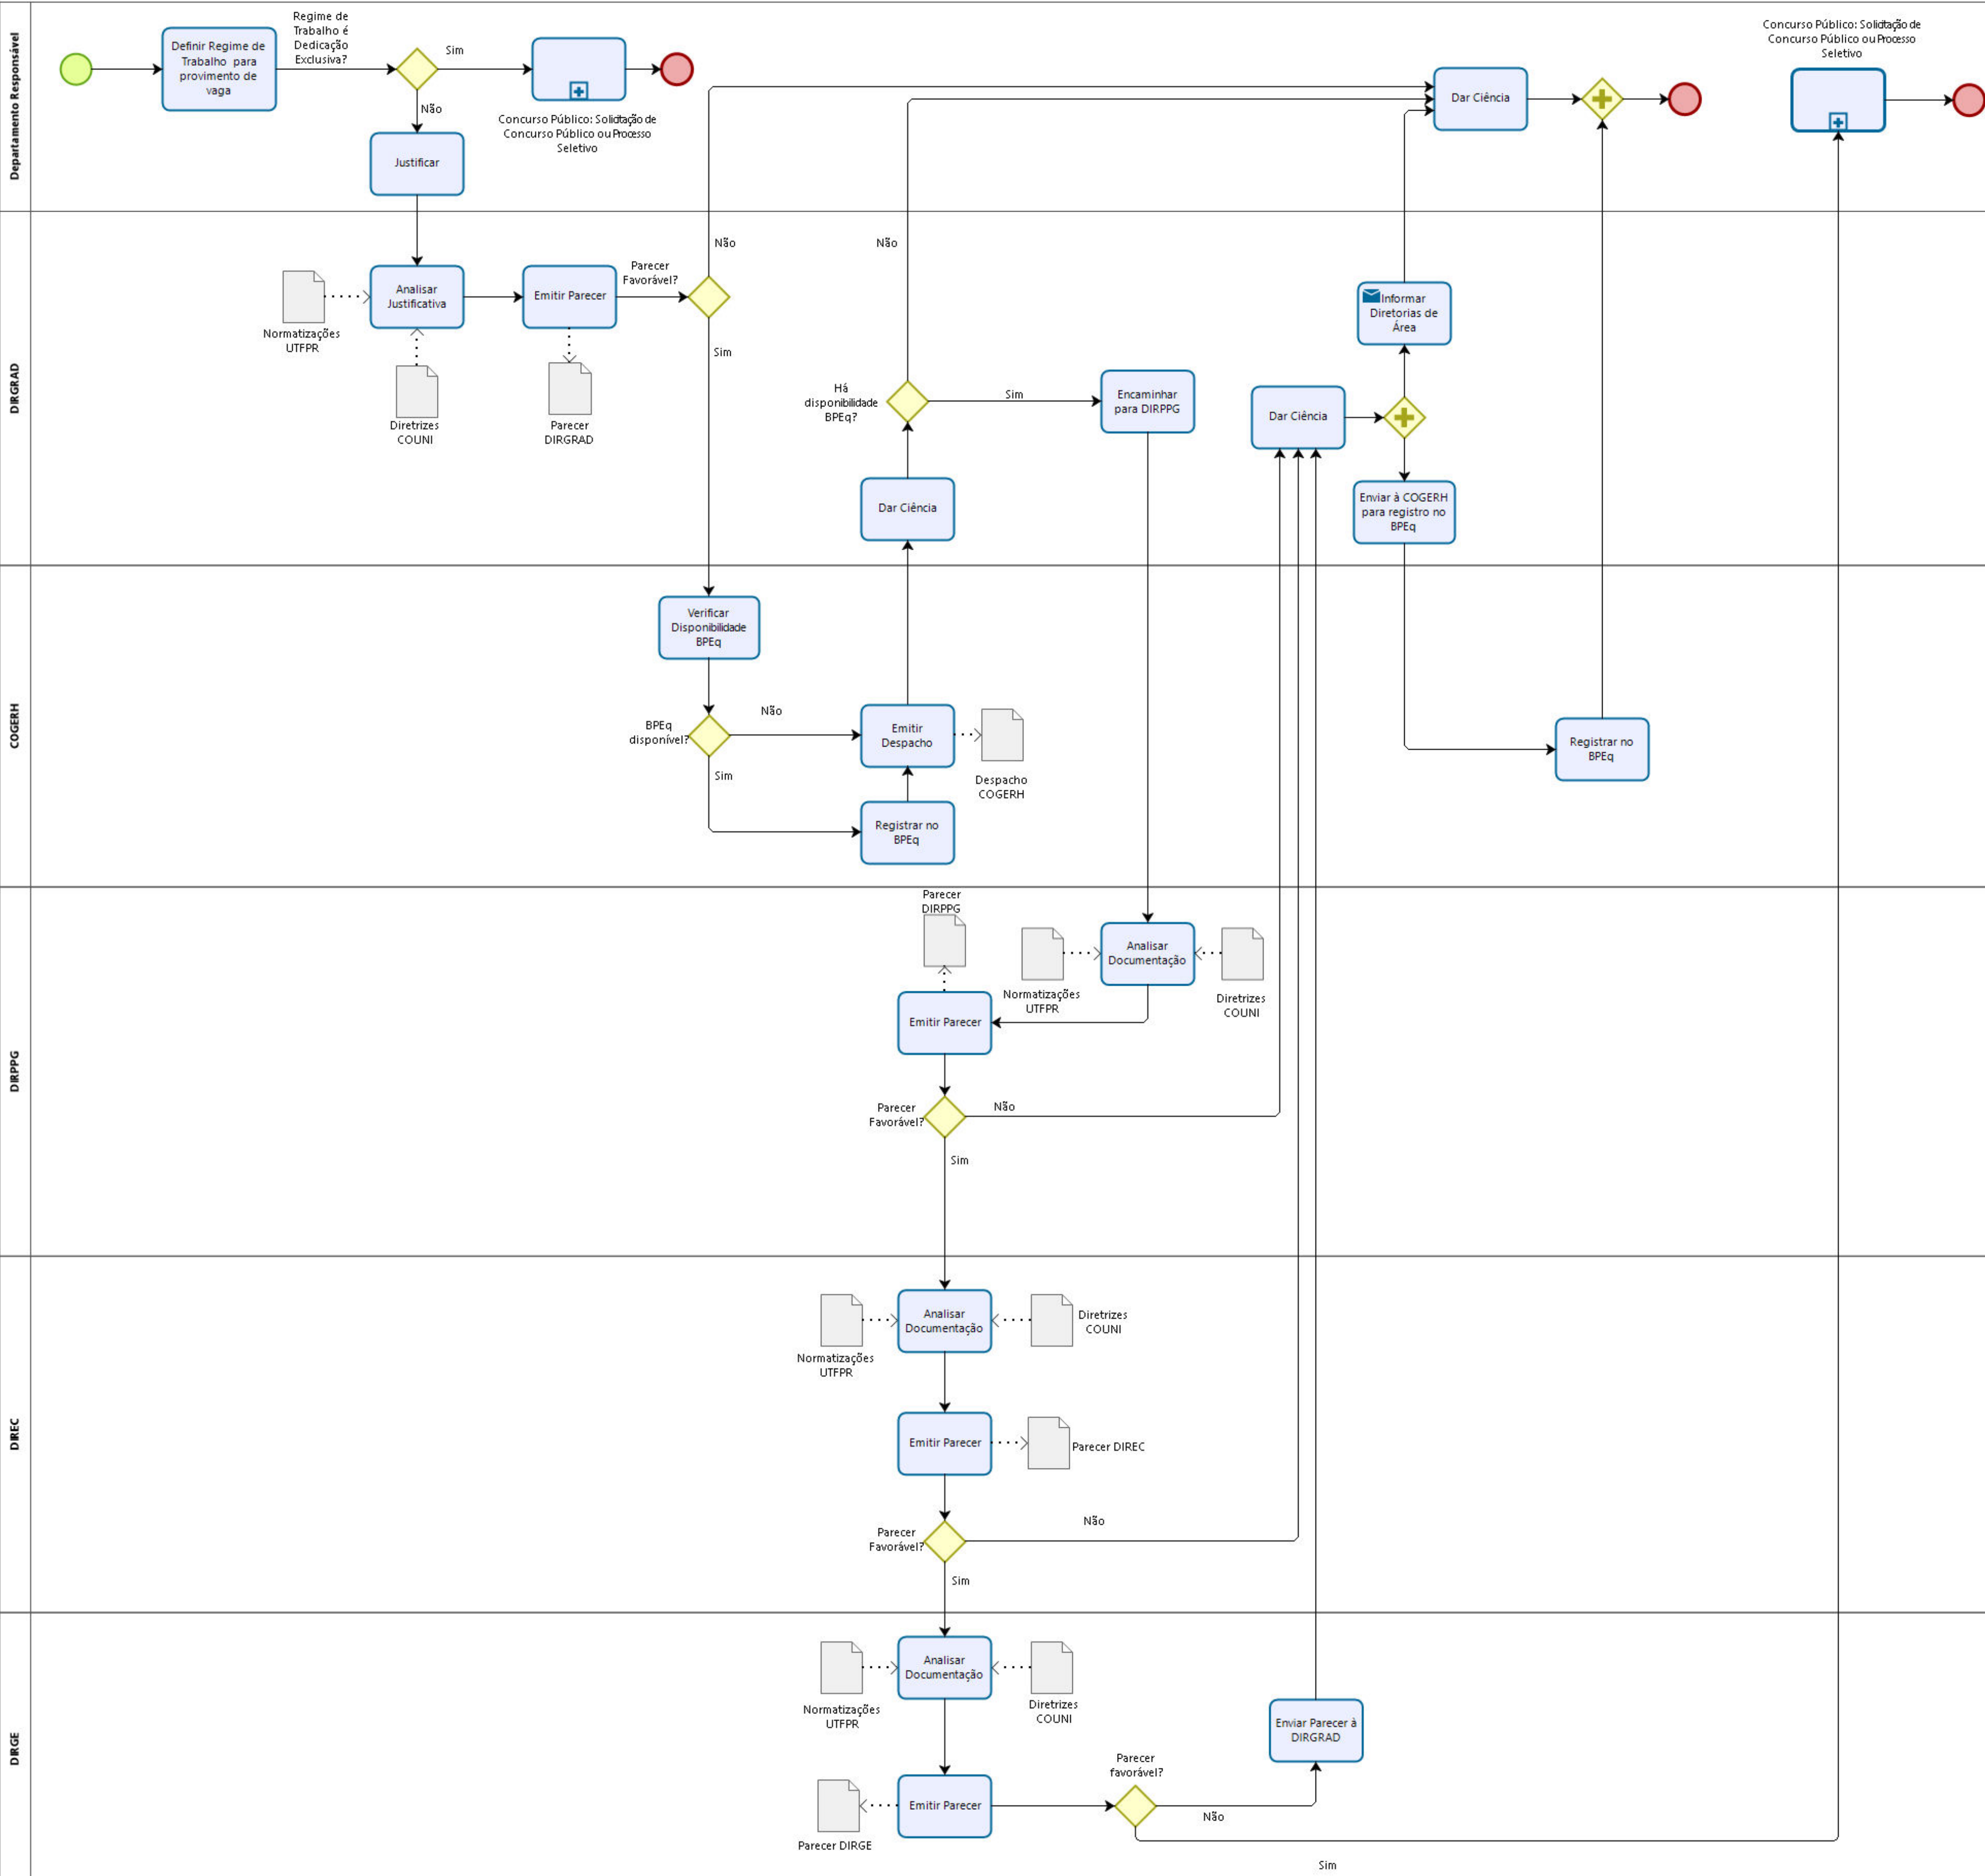 Departamento Responsável
Regime de
Trabalho é
Dedicação
Exclusiva?
Definir Regime de
Trabalho para
provimento de
vaga
Sim
Não
Concurso Público: Solicitação de
Concurso Público ou Processo
Seletivo
Justificar
Dar Ciência
Concurso Público: Solicitação de
Concurso Público ou Processo
Seletivo
DIRGRAD
Normatizações
UTFPR
Analisar
Justificativa
Diretrizes
COUNI
Emitir Parecer
Parecer
DIRGRAD
Parecer
Favorável?
Não
Sim
Não
Há
disponibilidade
BPEq?
Sim
Encaminhar
para DIRPPG
Dar Ciência
Dar Ciência
Informar
Diretorias de
Área
Enviar à COGERH
para registro no
BPEq
COGERH
Verificar
Disponibilidade
BPEq
BPEq
disponível?
Não
Sim
Emitir
Despacho
Despacho
COGERH
Registrar no
BPEq
Registrar no
BPEq
DIRPPG
Parecer
DIRPPG
Normatizações
UTFPR
Analisar
Documentação
Diretrizes
COUNI
Emitir Parecer
Parecer
Favorável?
Não
Sim
DIREC
Normatizações
UTFPR
Analisar
Documentação
Diretrizes
COUNI
Emitir Parecer
Parecer DIREC
Parecer
Favorável?
Não
Sim
DIRGE
Normatizações
UTFPR
Analisar
Documentação
Diretrizes
COUNI
Emitir Parecer
Parecer DIRGE
Parecer
favorável?
Não
Enviar Parecer à
DIRGRAD
Sim